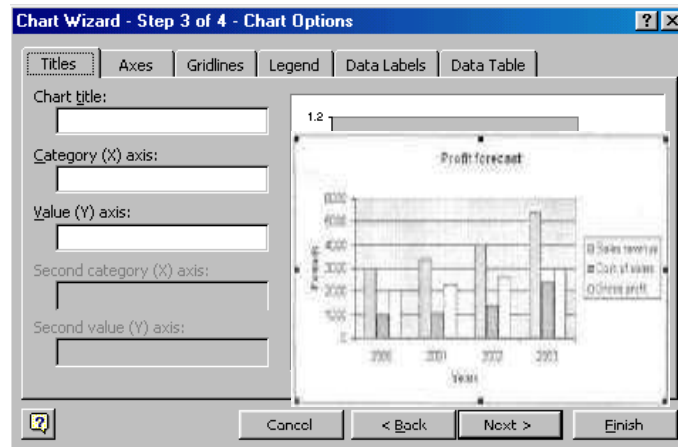 Chart Wizard - Step 3 of 4 - Chart Options
Titles Axes Gridlines Legend Data Labels Data Table
Chart title:
Category (X) axis:
Value (Y) axis:
Second category (X) axis:
Second value (Y) axis:
1.2
Profit forecast
6000
4000
3000
2000
1000
0
2000 2001 2002 2003
Years
Sales revenue
Cost of sales
Gross profit
Cancel < Back Next > Finish